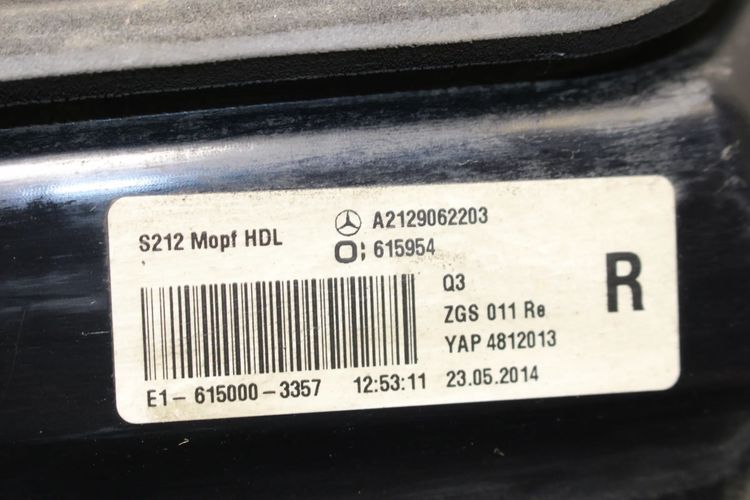 S212 Mopf HDL
A2129062203
O; 615954
Q3
ZGS 011 Re
YAP 4812013
R
E1- 615000-3357 12:53:11 23.05.2014